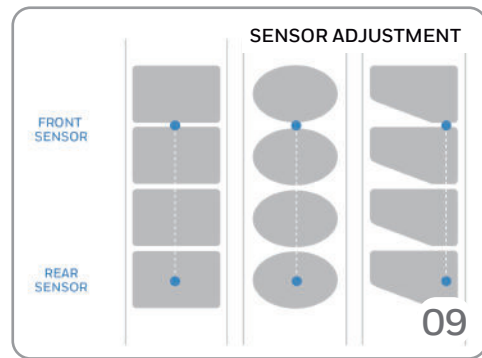 SENSOR ADJUSTMENT
FRONT
SENSOR
REAR
SENSOR
09